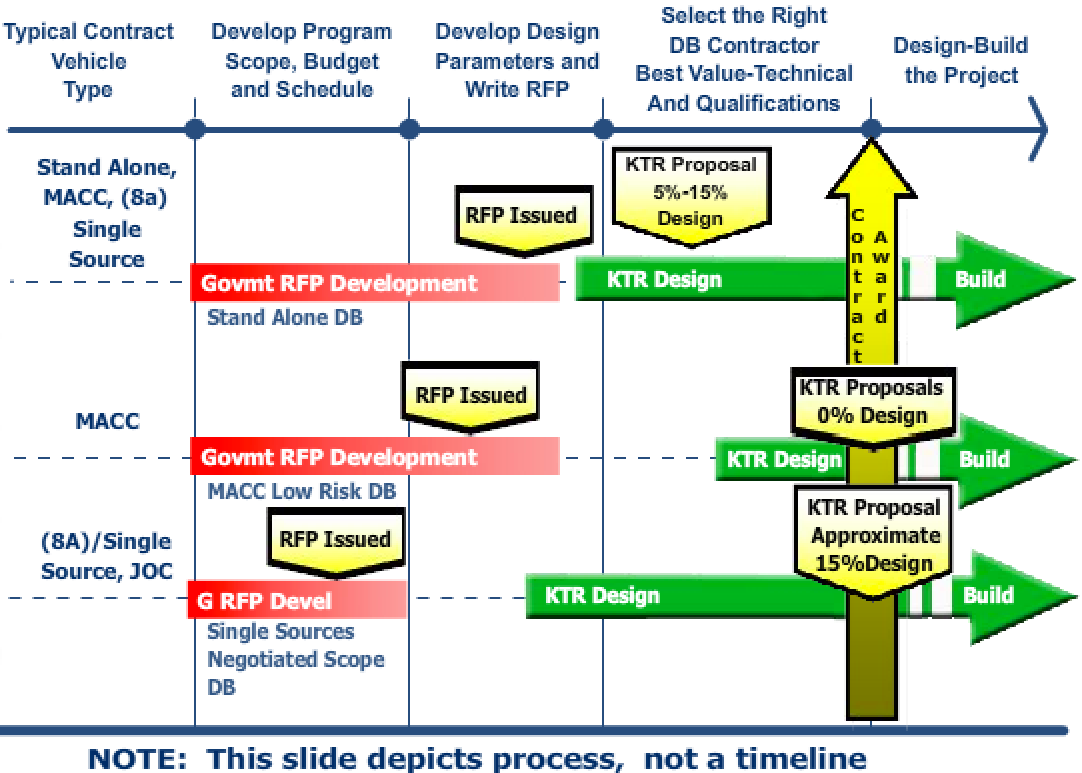 Typical Contract
Vehicle
Type
Develop Program
Scope, Budget
and Schedule
Develop Design
Parameters and
Write RFP
Select the Right
DB Contractor
Best Value-Technical
And Qualifications
Design-Build
the Project
Stand Alone,
MACC, (8a)
Single
Source
RFP Issued
KTR Proposal
5%-15%
Design
Contract
Award
Govmt RFP Development
KTR Design
Build
Stand Alone DB
MACC
RFP Issued
KTR Proposals
0% Design
Govmt RFP Development
KTR Design
Build
MACC Low Risk DB
(8A)/Single
Source, JOC
RFP Issued
KTR Proposal
Approximate
15%Design
G RFP Devel
KTR Design
Build
Single Sources
Negotiated Scope
DB
NOTE: This slide depicts process, not a timeline